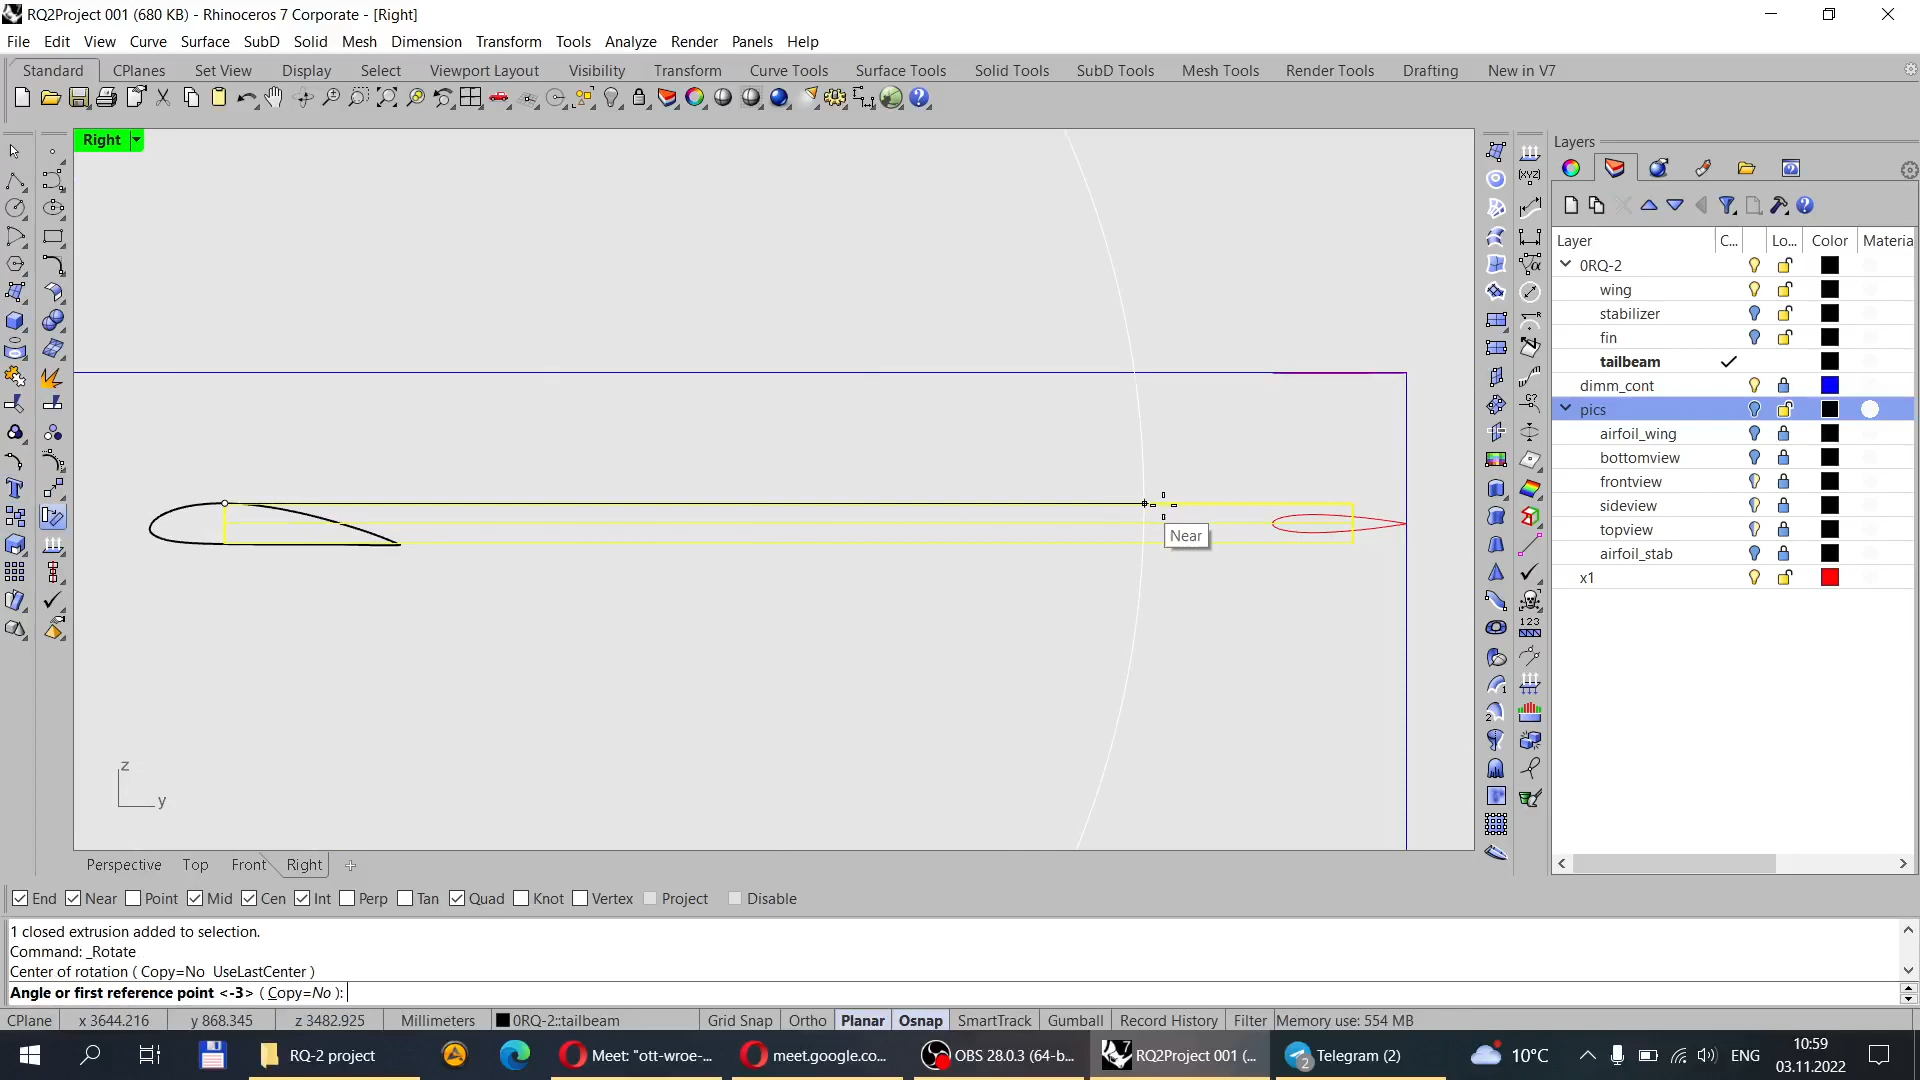 RQ2Project 001 (680 KB) - Rhinoceros 7 Corporate - [Right]
File Edit View Curve Surface SubD Solid Mesh Dimension Transform Tools Analyze Render Panels Help
Standard CPlanes Set View Display Select Viewport Layout Visibility Transform Curve Tools Surface Tools Solid Tools SubD Tools Mesh Tools Render Tools Drafting New in V7
Right
Layers
Layer C... Lo... Color Materia
0RQ-2
wing
stabilizer
fin
tailbeam
dimm_cont
pics
airfoil_wing
bottomview
frontview
sideview
topview
airfoil_stab
x1
Near
z
y
Perspective Top Front Right
End Near Point Mid Cen Int Perp Tan Quad Knot Vertex Project Disable
1 closed extrusion added to selection.
Command: _Rotate
Center of rotation ( Copy=No UseLastCenter )
Angle or first reference point <-3> ( Copy=No ):
CPlane x 3644.216 y 868.345 z 3482.925 Millimeters 0RQ-2::tailbeam Grid Snap Ortho Planar Osnap SmartTrack Gumball Record History Filter Memory use: 554 MB
RQ-2 project Meet: "ott-wroe-... meet.google.co... OBS 28.0.3 (64-b... RQ2Project 001 (... 2 Telegram (2) 10°C ENG 10:59
03.11.2022